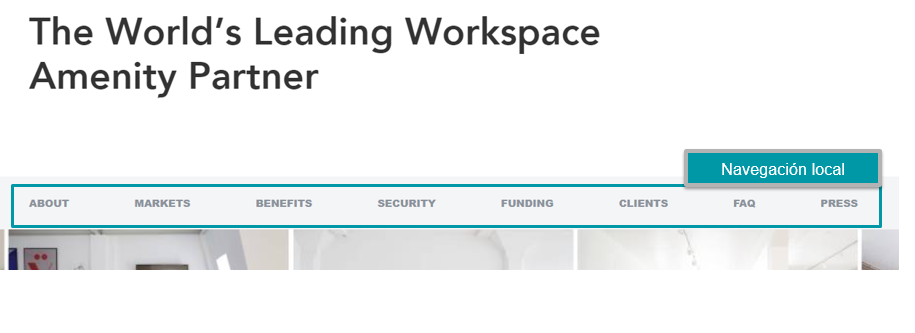 The World’s Leading Workspace
Amenity Partner
Navegación local
ABOUT MARKETS BENEFITS SECURITY FUNDING CLIENTS FAQ PRESS